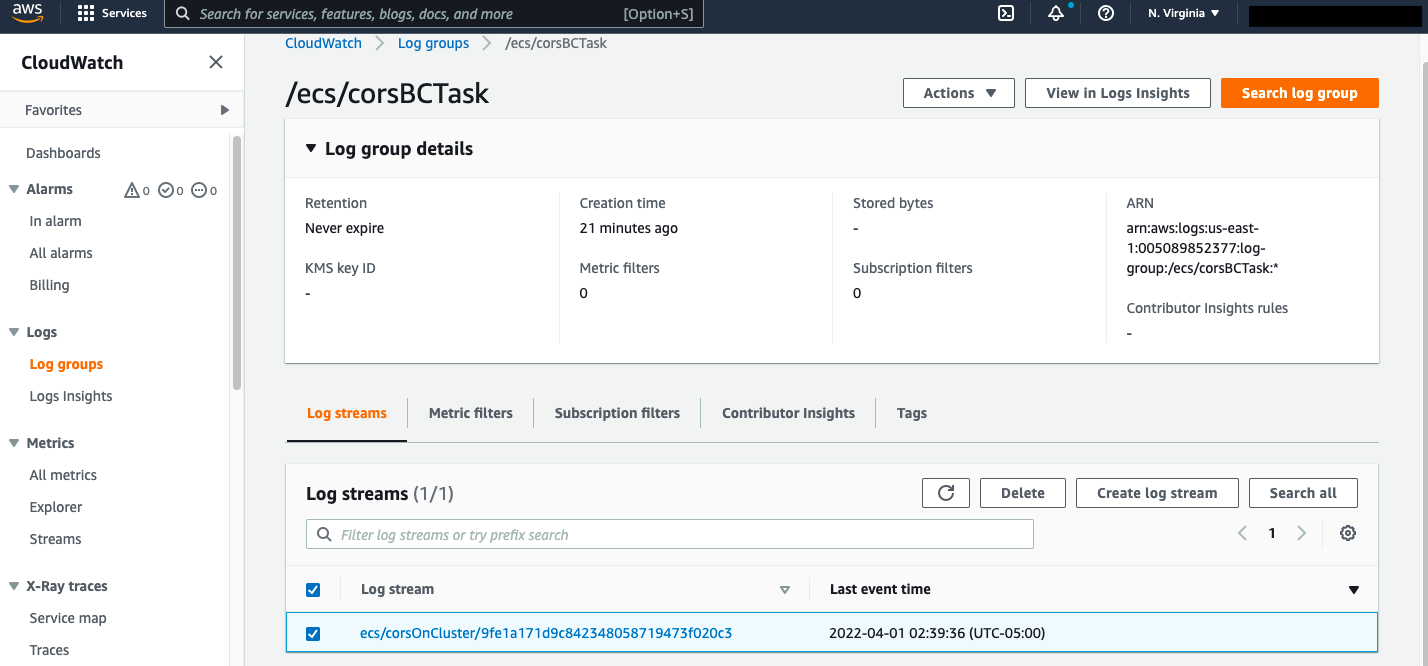 aws
Services
Search for services, features, blogs, docs, and more
[Option+S]
N. Virginia
CloudWatch
Favorites
Dashboards
Alarms
0
0
0
In alarm
All alarms
Billing
Logs
Log groups
Logs Insights
Metrics
All metrics
Explorer
Streams
X-Ray traces
Service map
Traces
CloudWatch
Log groups
/ecs/corsBCTask
/ecs/corsBCTask
Actions
View in Logs Insights
Search log group
Log group details
Retention
Never expire
KMS key ID
-
Creation time
21 minutes ago
Metric filters
0
Stored bytes
-
Subscription filters
0
ARN
arn:aws:logs:us-east-
1:005089852377:log-
group:/ecs/corsBCTask:*
Contributor Insights rules
-
Log streams
Metric filters
Subscription filters
Contributor Insights
Tags
Log streams (1/1)
Delete
Create log stream
Search all
Filter log streams or try prefix search
1
Log stream
Last event time
ecs/corsOnCluster/9fe1a171d9c842348058719473f020c3
2022-04-01 02:39:36 (UTC-05:00)